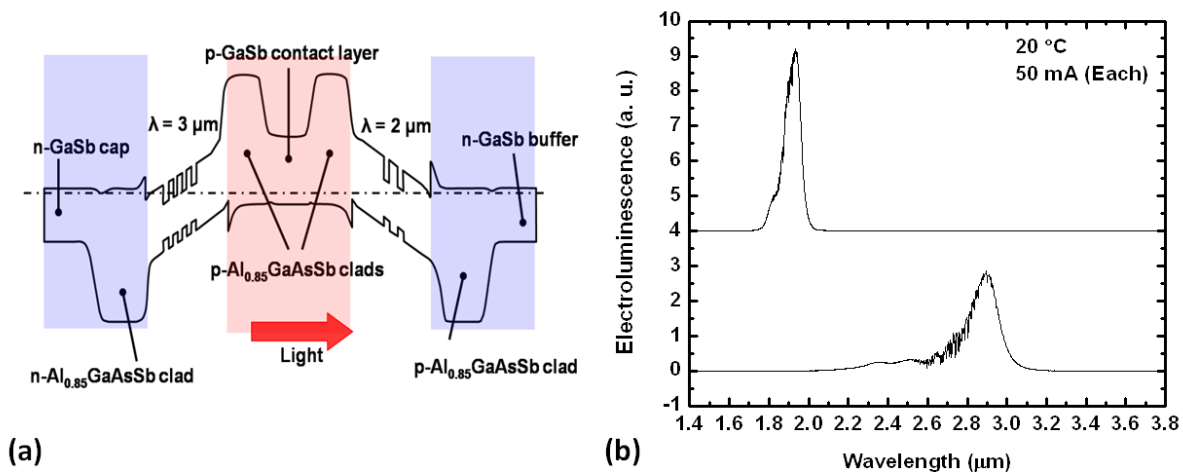 p-GaSb contact layer
λ = 3 μm
λ = 2 μm
n-GaSb cap
n-GaSb buffer
p-Al0.85GaAsSb clads
Light
n-Al0.85GaAsSb clad
p-Al0.85GaAsSb clad
(a)
10
9
8
7
6
5
4
3
2
1
0
-1
Electroluminescence (a. u.)
20 °C
50 mA (Each)
1.4 1.6 1.8 2.0 2.2 2.4 2.6 2.8 3.0 3.2 3.4 3.6 3.8
Wavelength (μm)
(b)